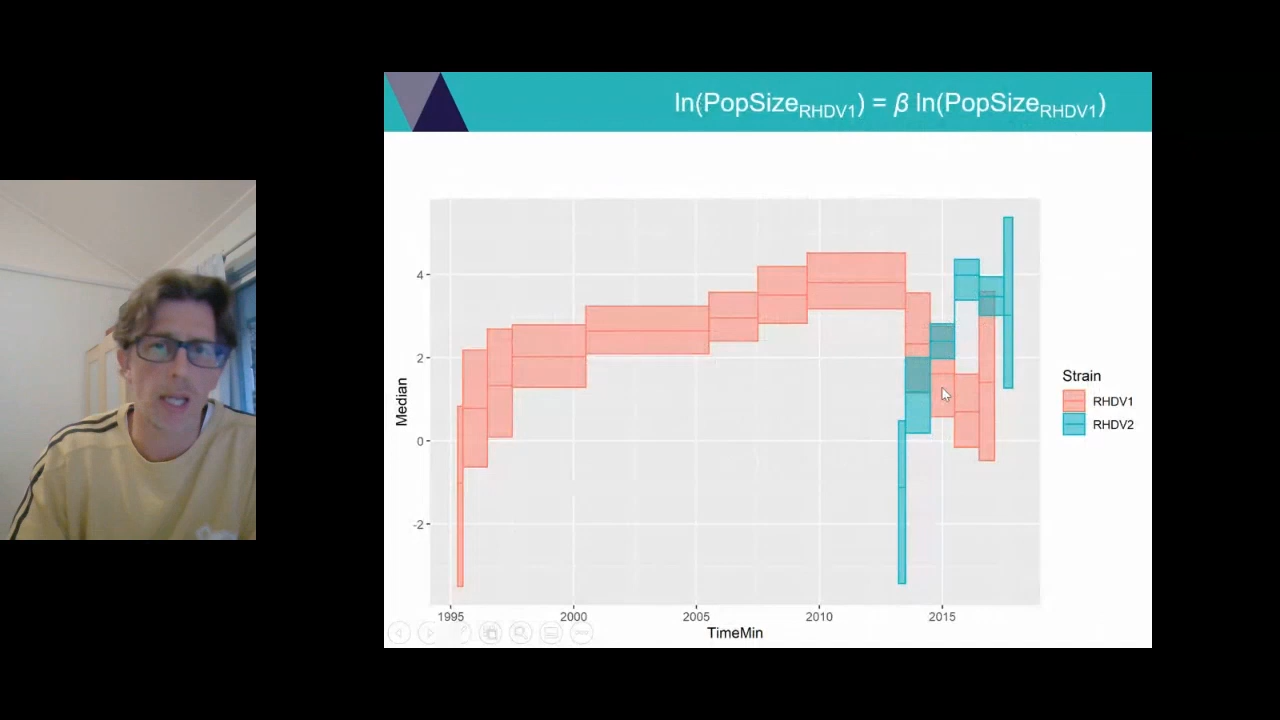 ln(PopSizeRHDV1) = β ln(PopSizeRHDV1)
4
2
0
-2
Median
1995
2000
2005
2010
2015
TimeMin
Strain
RHDV1
RHDV2